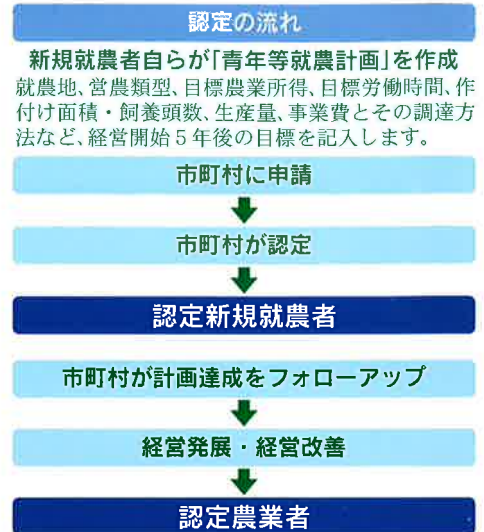 認定の流れ
新規就農者自らが「青年等就農計画」を作成
就農地、営農類型、目標農業所得、目標労働時間、作
付け面積・飼養頭数、生産量、事業費とその調達方
法など、経営開始５年後の目標を記入します。
市町村に申請
市町村が認定
認定新規就農者
市町村が計画達成をフォローアップ
経営発展・経営改善
認定農業者